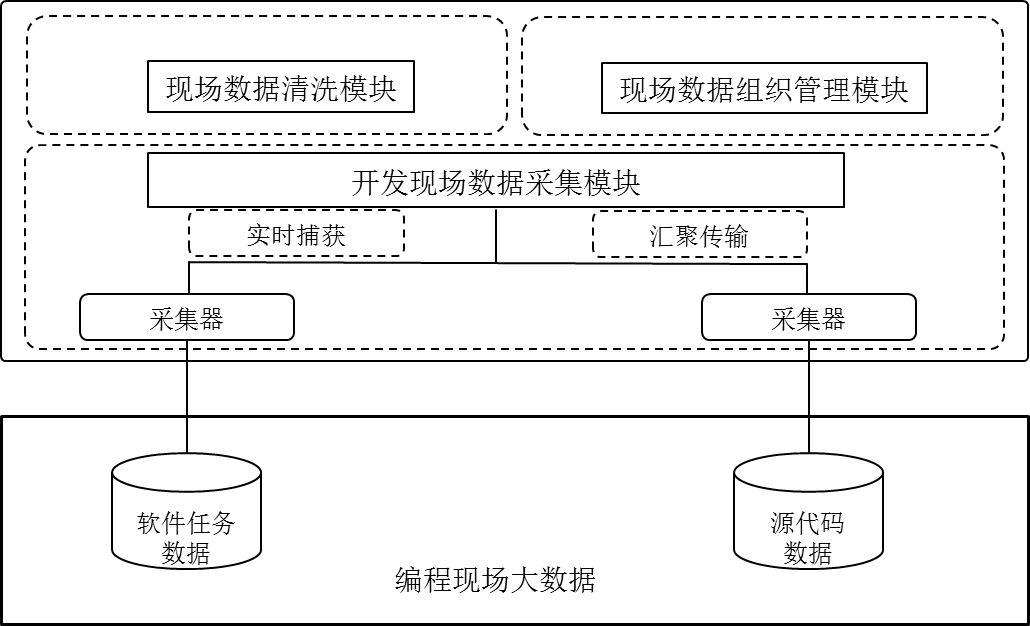 现场数据清洗模块
现场数据组织管理模块
开发现场数据采集模块
实时捕获
汇聚传输
采集器
采集器
软件任务
数据
源代码
数据
编程现场大数据